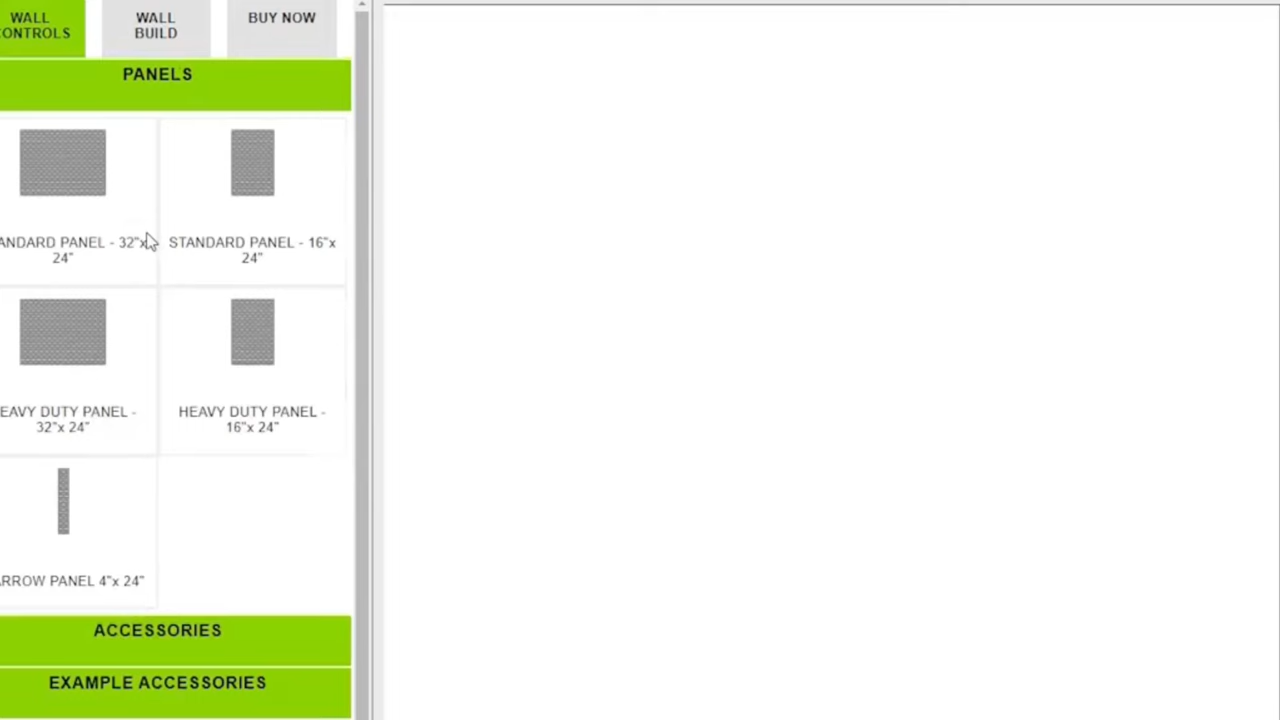 WALL
CONTROLS
WALL
BUILD
BUY NOW
PANELS
ANDARD PANEL - 32"x
24"
STANDARD PANEL - 16"x
24"
EAVY DUTY PANEL -
32"x 24"
HEAVY DUTY PANEL -
16"x 24"
ARROW PANEL 4"x 24"
ACCESSORIES
EXAMPLE ACCESSORIES